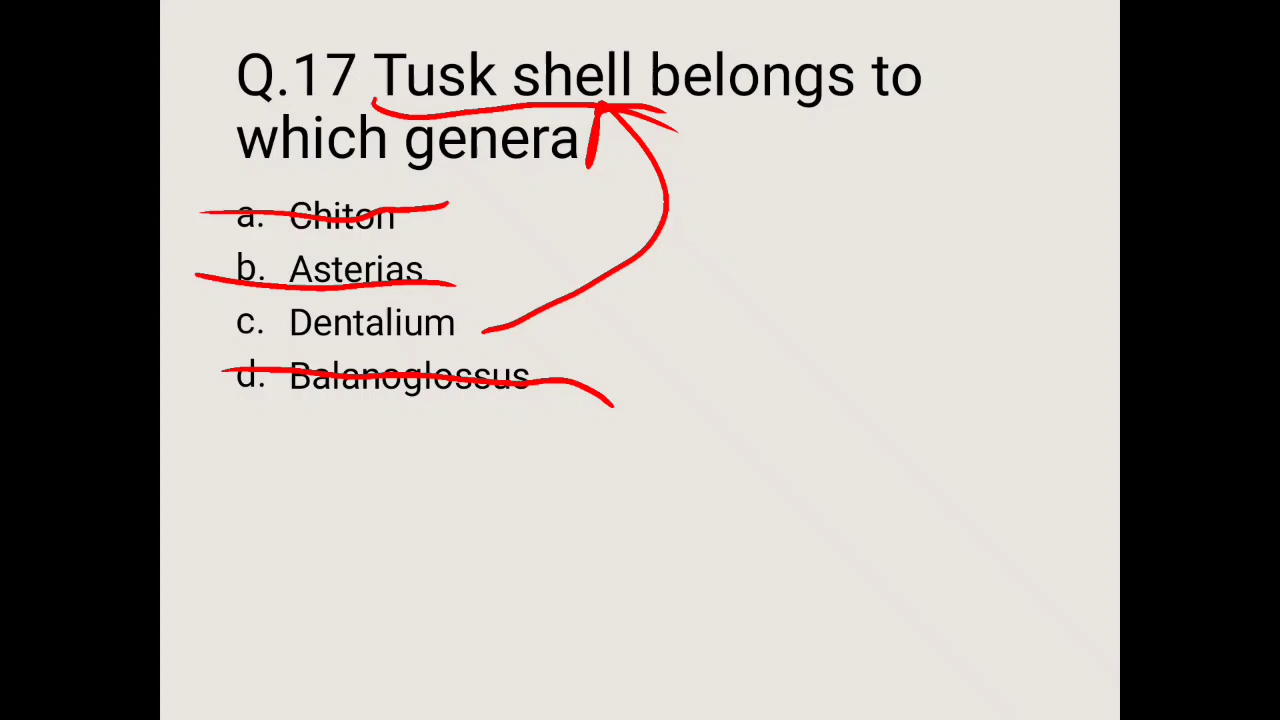 Q.17 Tusk shell belongs to
which genera
a. Chiton
b. Asterias
c. Dentalium
d. Balanoglossus